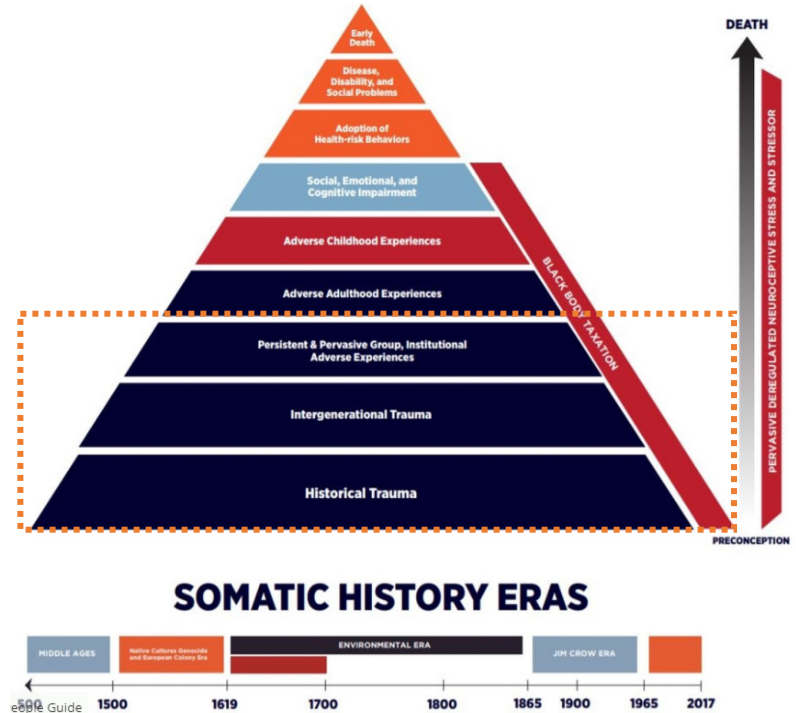 DEATH
Early
Death
Disease,
Disability, and
Social Problems
Adoption of
Health-risk Behaviors
Social, Emotional, and
Cognitive Impairment
Adverse Childhood Experiences
Adverse Adulthood Experiences
Persistent & Pervasive Group, Institutional
Adverse Experiences
Intergenerational Trauma
Historical Trauma
BLACK BODY TAXATION
PERVASIVE DEREGULATED NEUROCEPTIVE STRESS AND STRESSOR
PRECONCEPTION
SOMATIC HISTORY ERAS
MIDDLE AGES
Native Cultures Genocide
and European Colony Era
ENVIRONMENTAL ERA
JIM CROW ERA
500 1500 1619 1700 1800 1865 1900 1965 2017
eople Guide